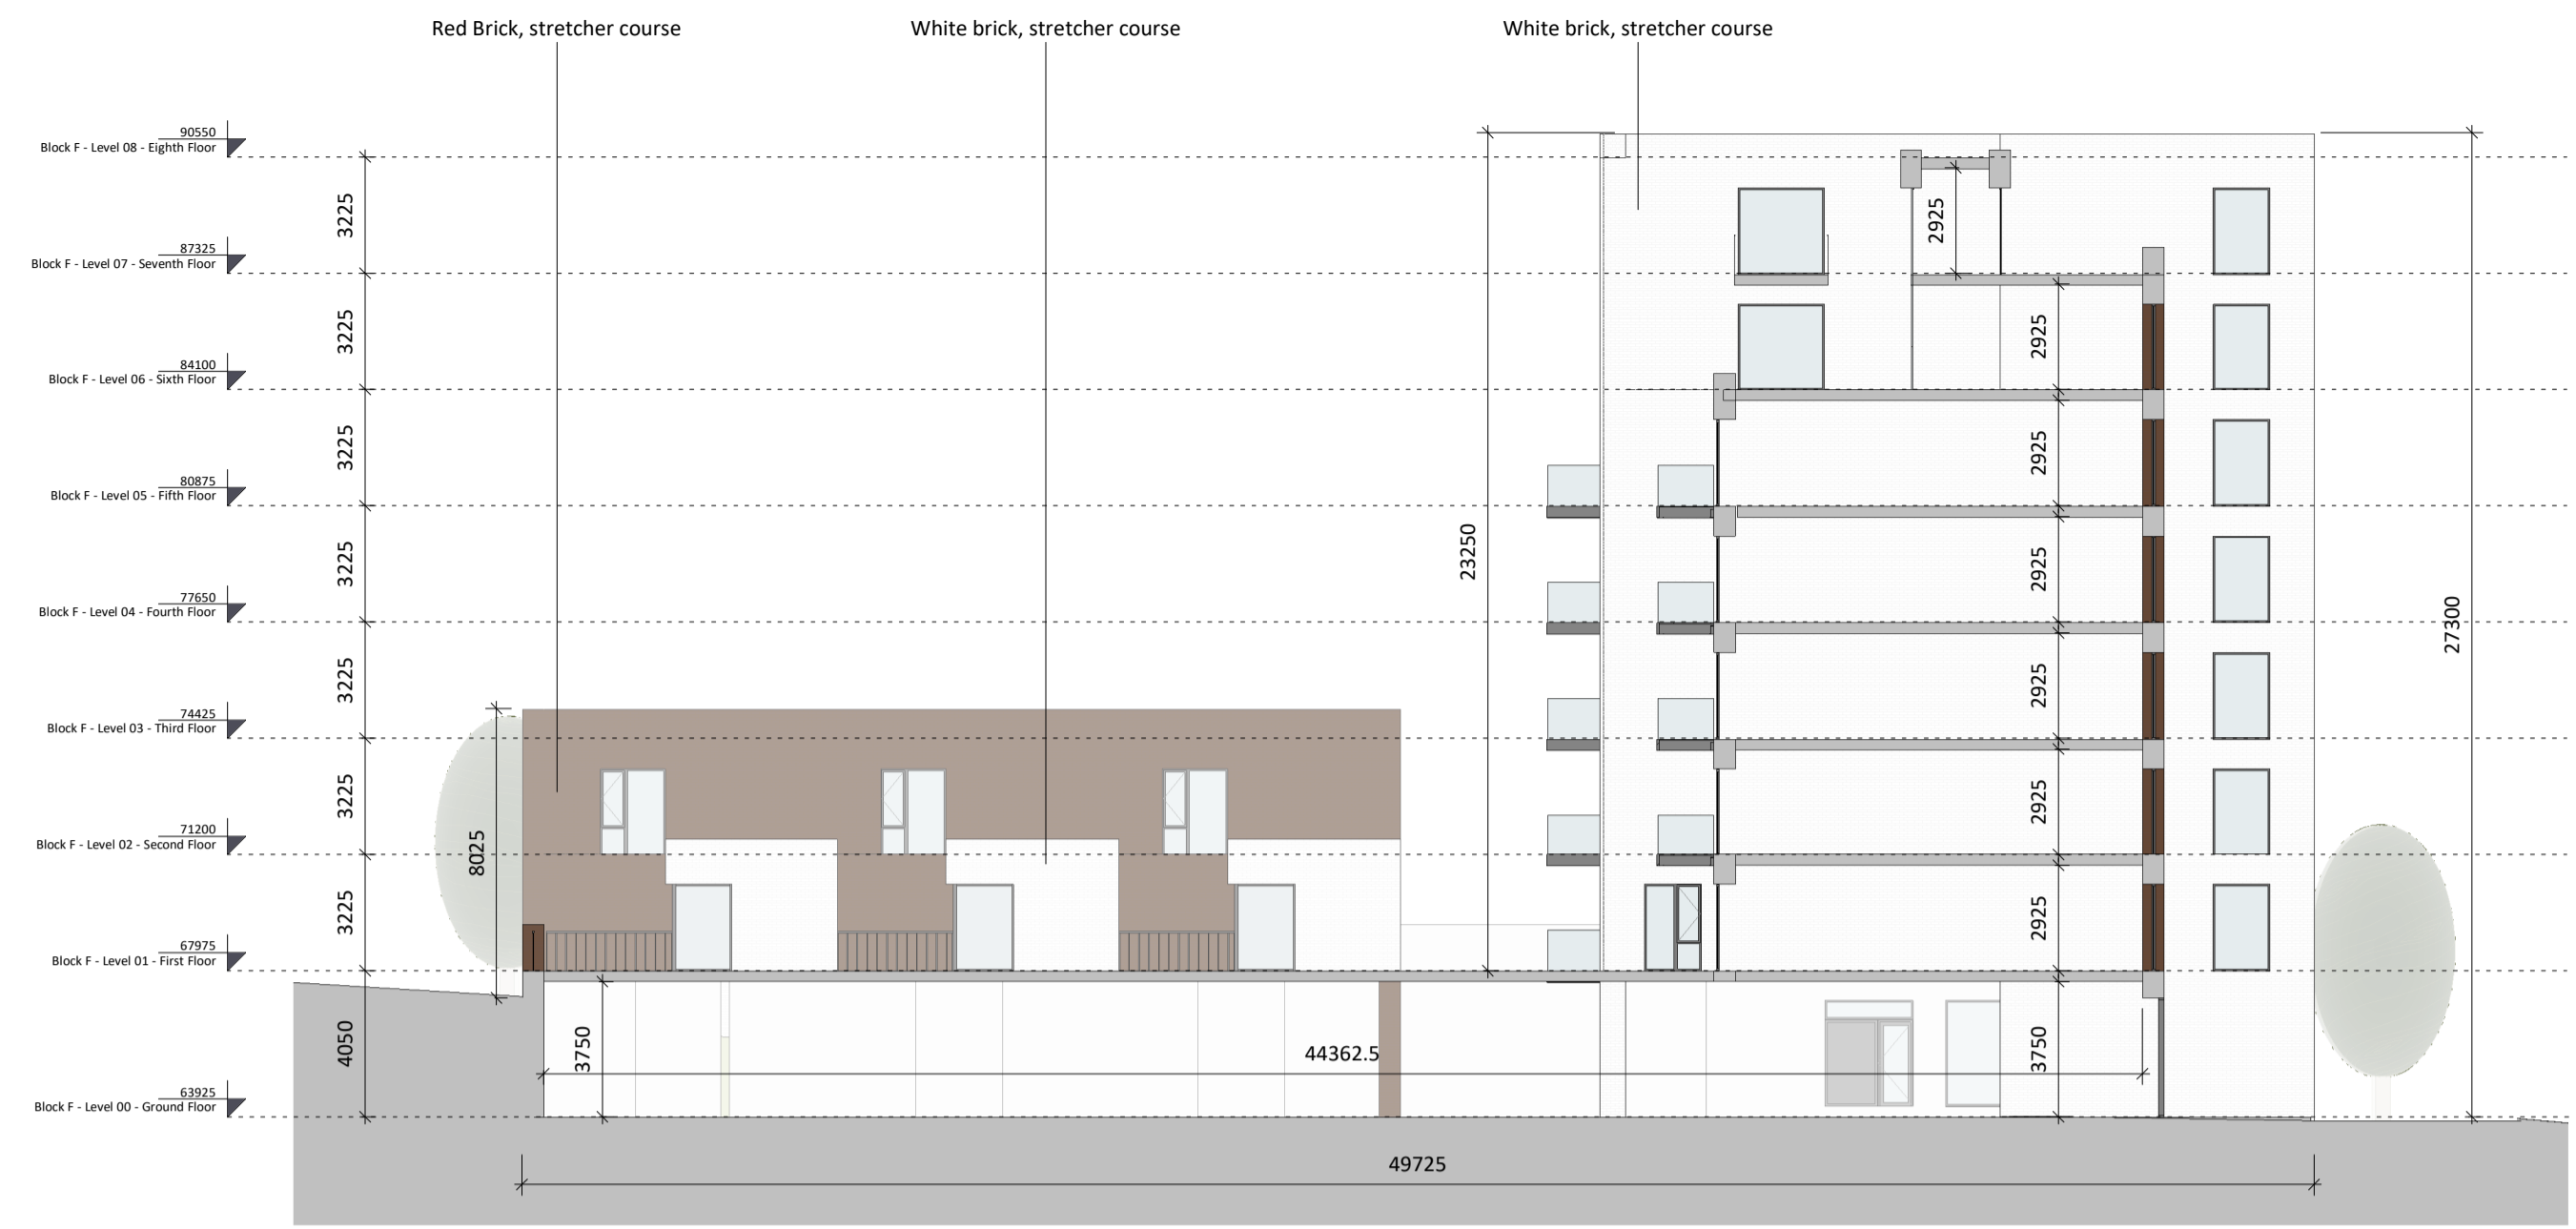 Red Brick, stretcher course
White brick, stretcher course
White brick, stretcher course
90550
Block F - Level 08 - Eighth Floor
87325
Block F - Level 07 - Seventh Floor
84100
Block F - Level 06 - Sixth Floor
80875
Block F - Level 05 - Fifth Floor
77650
Block F - Level 04 - Fourth Floor
74425
Block F - Level 03 - Third Floor
71200
Block F - Level 02 - Second Floor
67975
Block F - Level 01 - First Floor
63925
Block F - Level 00 - Ground Floor
3225
3225
3225
3225
3225
3225
3225
4050
8025
3750
44362.5
23250
2925
2925
2925
2925
2925
2925
2925
3750
27300
49725